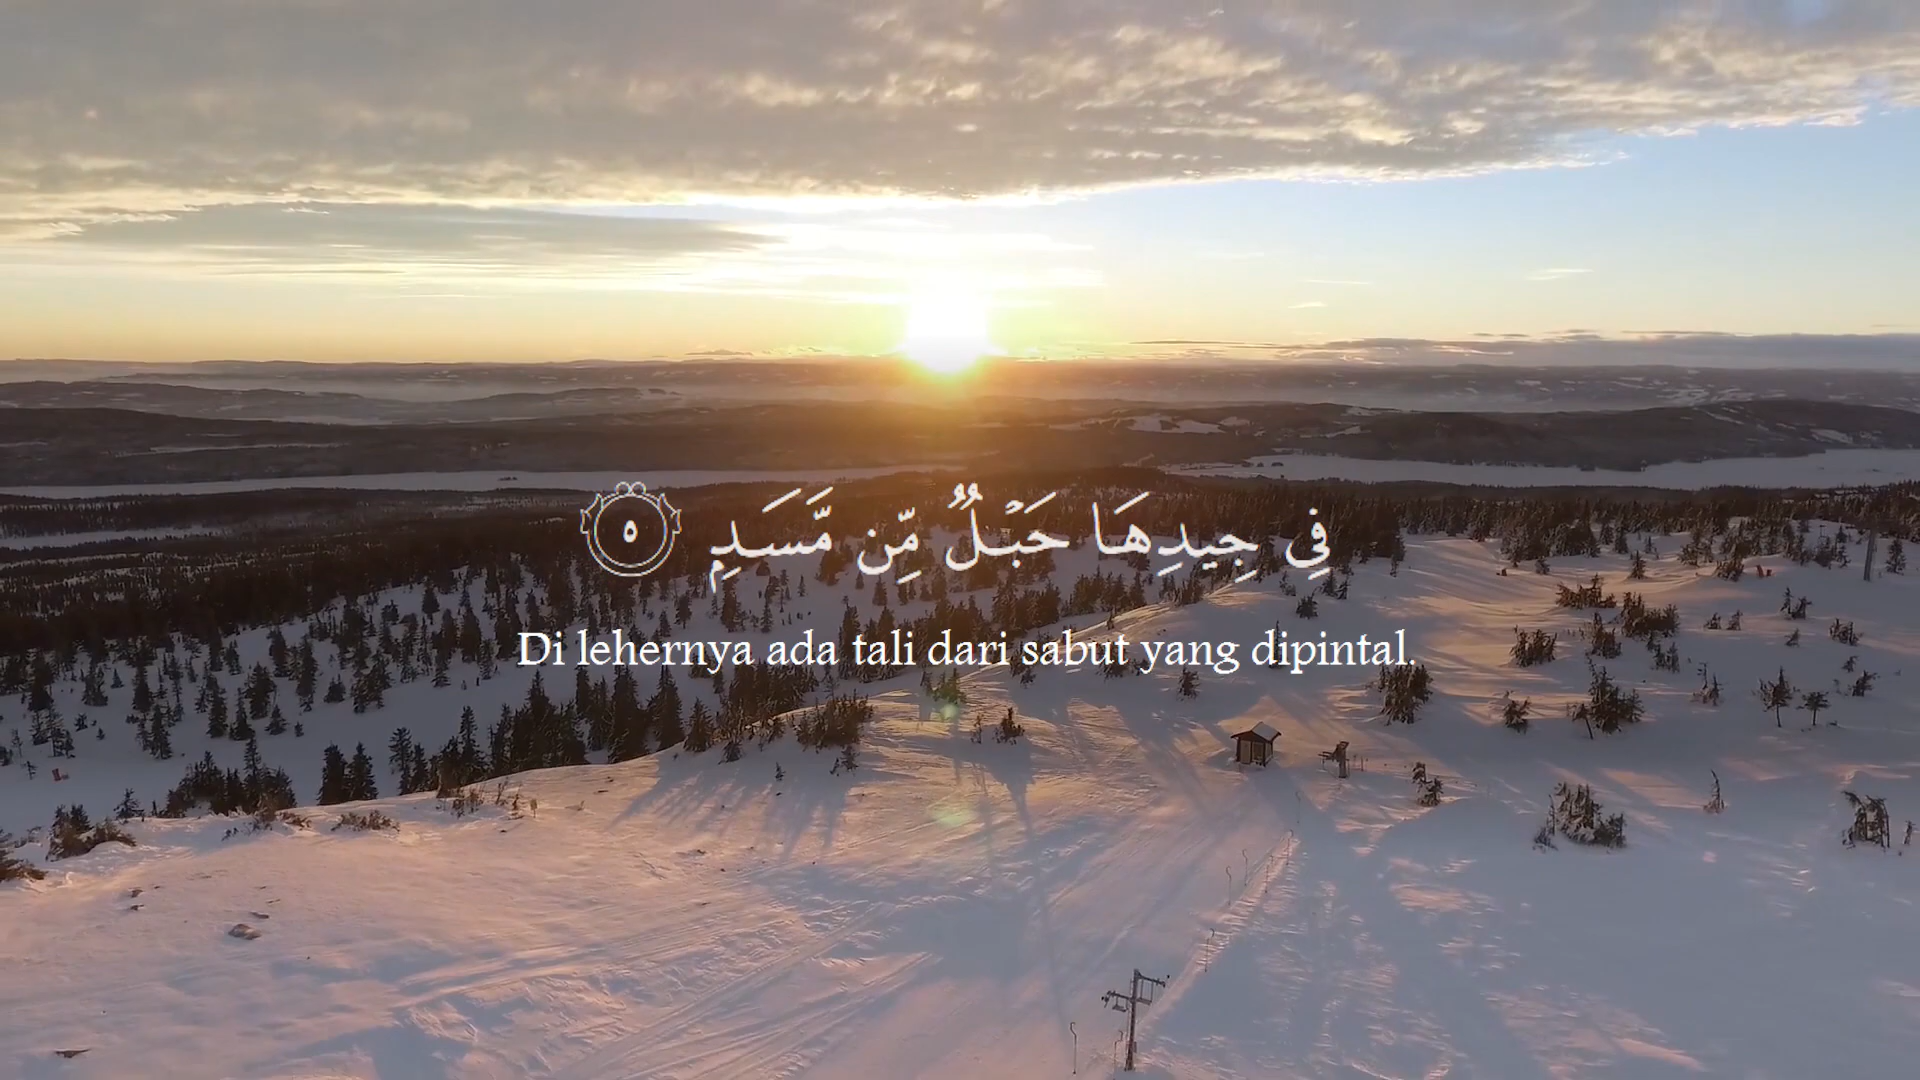 فِي جِيدِهَا حَبْلٌ مِّن مَّسَدٍ ٥
Di lehernya ada tali dari sabut yang dipintal.